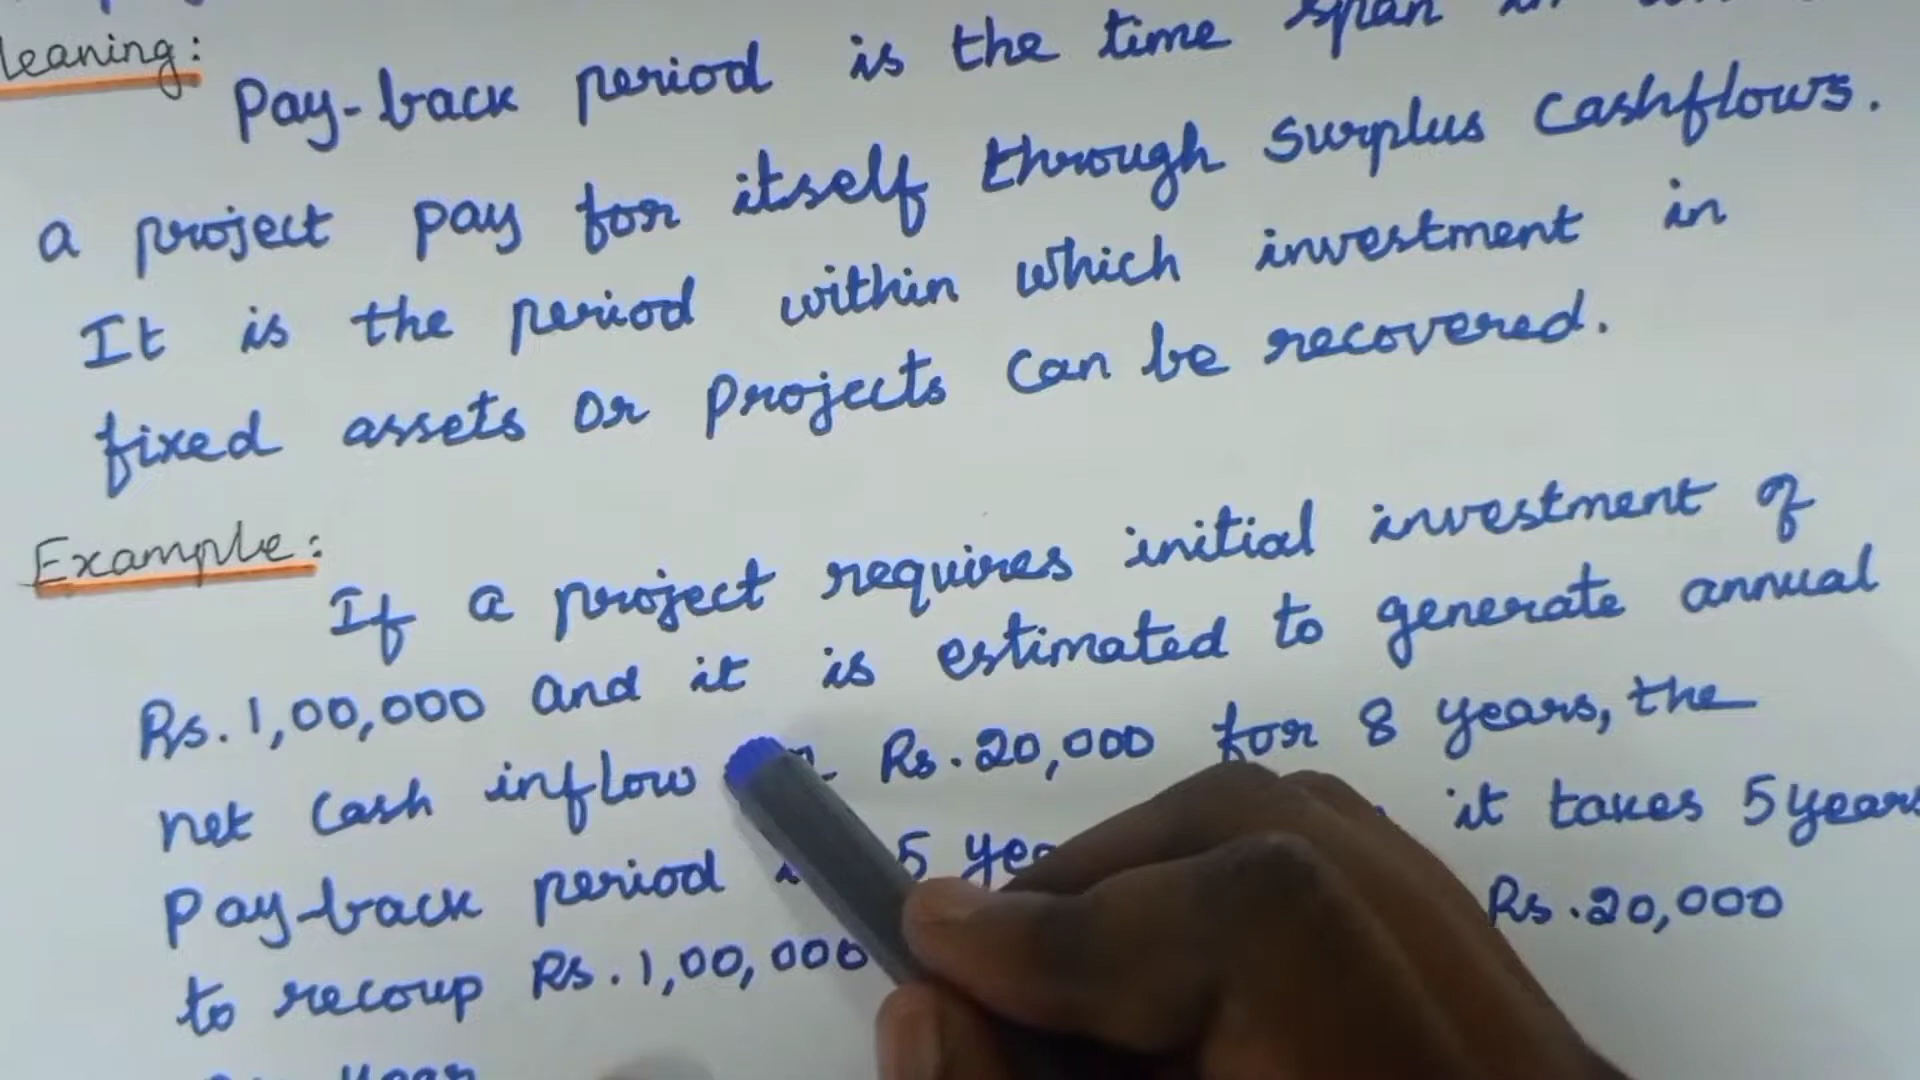 Meaning:
Pay-back period is the time span in
a project pay for itself through surplus cashflows.
It is the period within which investment in
fixed assets or projects can be recovered.
Example:
If a project requires initial investment of
Rs. 1,00,000 and it is estimated to generate annual
net cash inflow Rs. 20,000 for 8 years, the
Pay-back period 5 it takes 5 years
to recoup Rs. 1,00,000 Rs. 20,000
year